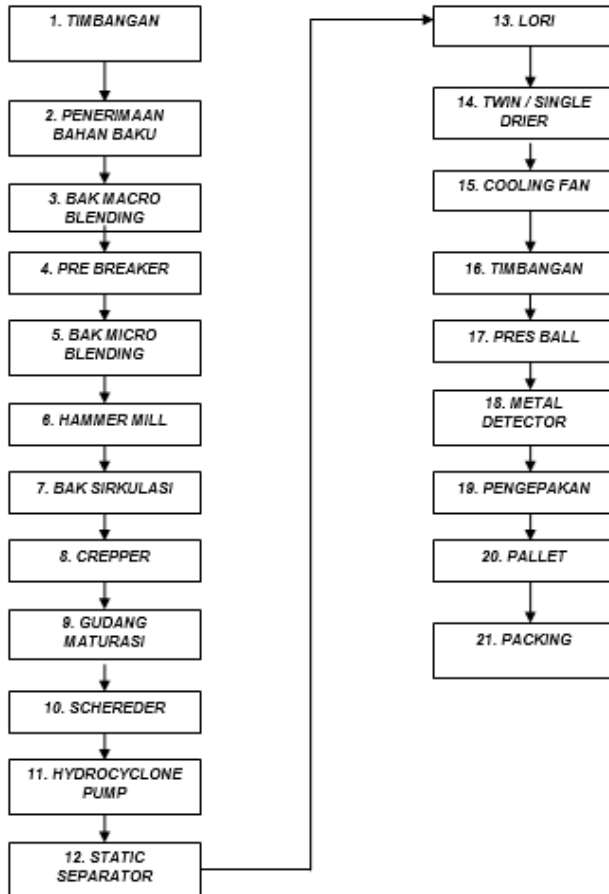 1. TIMBANGAN
2. PENERIMAAN
BAHAN BAKU
3. BAK MACRO
BLENDING
4. PRE BREAKER
5. BAK MICRO
BLENDING
6. HAMMER MILL
7. BAK SIRKULASI
8. CREPPER
9. GUDANG
MATURASI
10. SCHEREDER
11. HYDROCYCLONE
PUMP
12. STATIC
SEPARATOR
13. LORI
14. TWIN / SINGLE
DRIER
15. COOLING FAN
16. TIMBANGAN
17. PRES BALL
18. METAL
DETECTOR
19. PENGEPAKAN
20. PALLET
21. PACKING